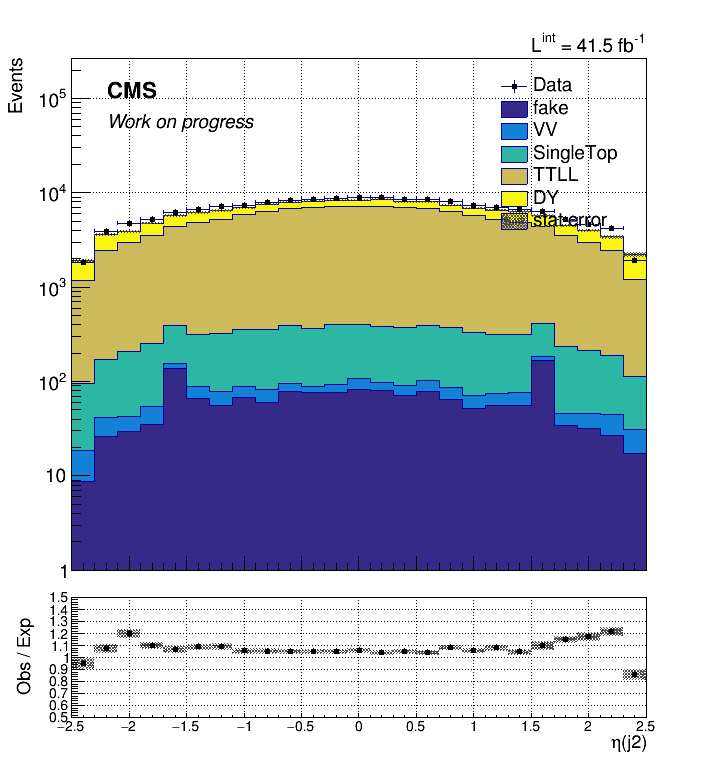 L^int = 41.5 fb^-1
Events
CMS
Work on progress
Data
fake
VV
SingleTop
TTLL
DY
stat error
10^5
10^4
10^3
10^2
10
1
Obs / Exp
1.5
1.4
1.3
1.2
1.1
1
0.9
0.8
0.7
0.6
0.5
−2.5 −2 −1.5 −1 −0.5 0 0.5 1 1.5 2 2.5
η(j2)